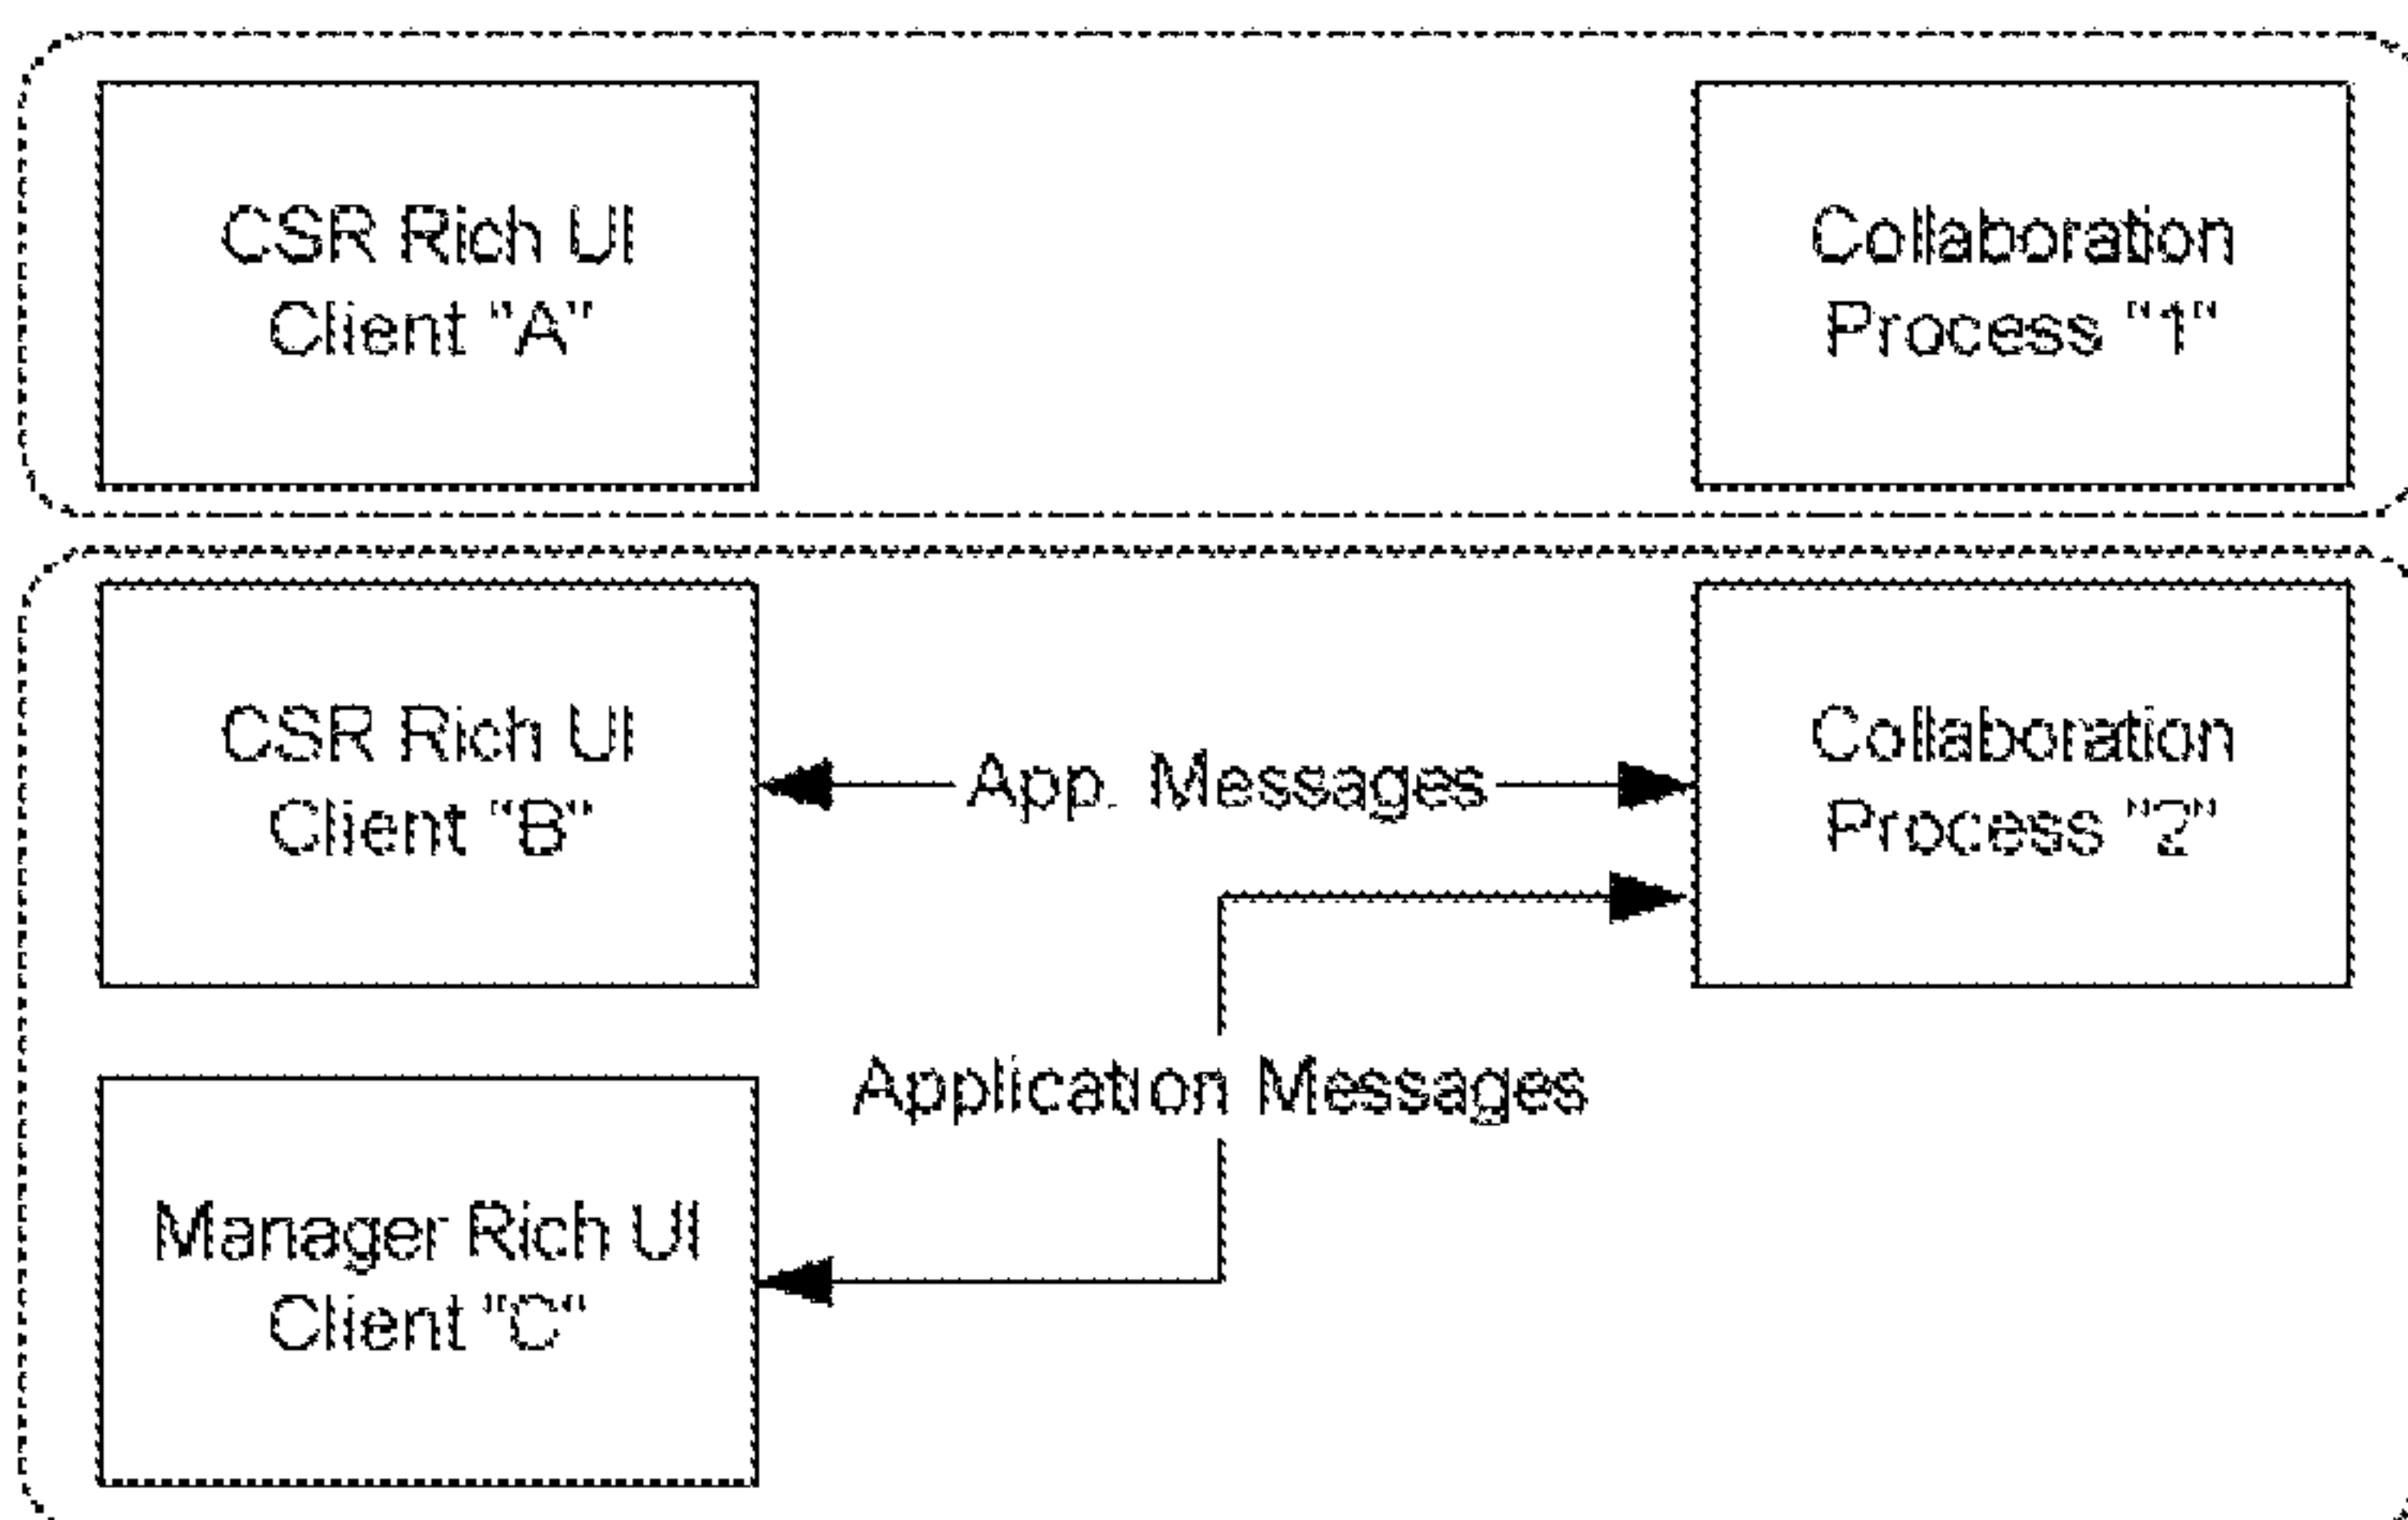 CSR Rich UI
Client "A"
Collaboration
Process "1"
CSR Rich UI
Client "B"
App. Messages
Collaboration
Process "2"
Application Messages
Manager Rich UI
Client "C"